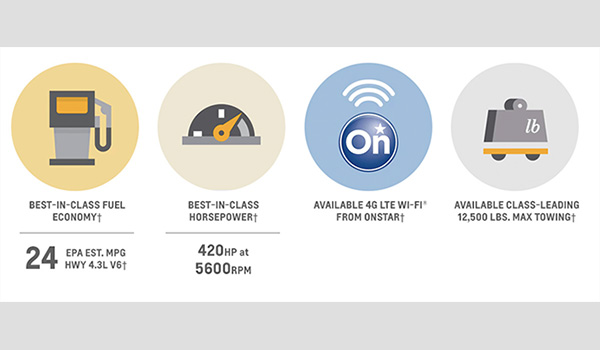 On
lb
BEST-IN-CLASS FUEL
ECONOMY†
24
EPA EST. MPG
HWY 4.3L V6†
BEST-IN-CLASS
HORSEPOWER†
420HP at
5600RPM
AVAILABLE 4G LTE WI-FI®
FROM ONSTAR†
AVAILABLE CLASS-LEADING
12,500 LBS. MAX TOWING†